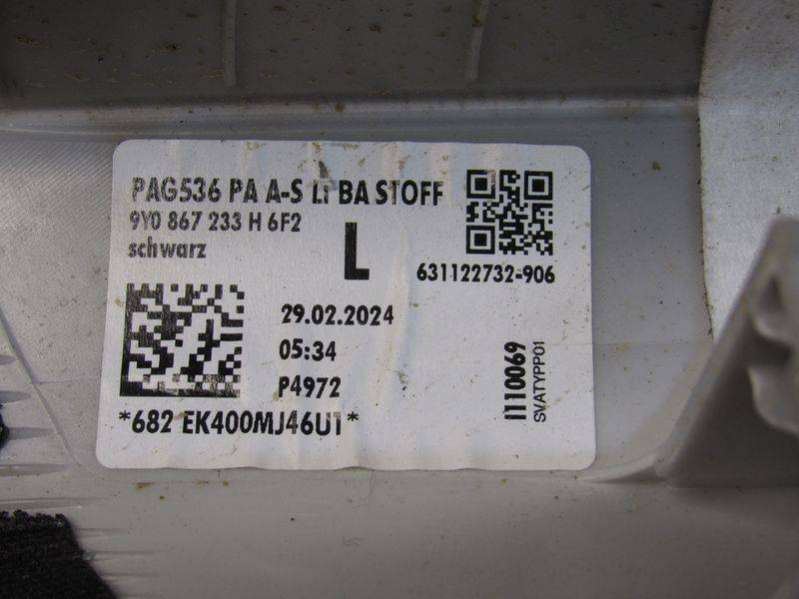 PAG536 PA A-S LI BA STOFF
9Y0 867 233 H 6F2
schwarz
L
631122732-906
29.02.2024
05:34
P4972
*682 EK400MJ46U1*
I110069
SVATYPP01